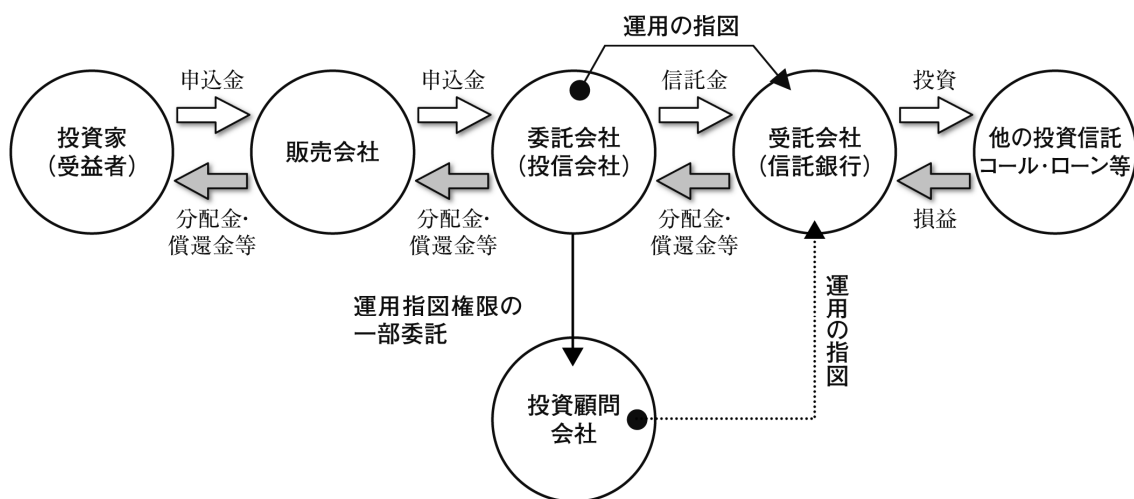 運用の指図
申込金
申込金
信託金
投資
投資家
（受益者）
販売会社
委託会社
（投信会社）
受託会社
（信託銀行）
他の投資信託
コール・ローン等
分配金・
償還金等
分配金・
償還金等
分配金・
償還金等
損益
運用指図権限の
一部委託
運用の指図
投資顧問
会社